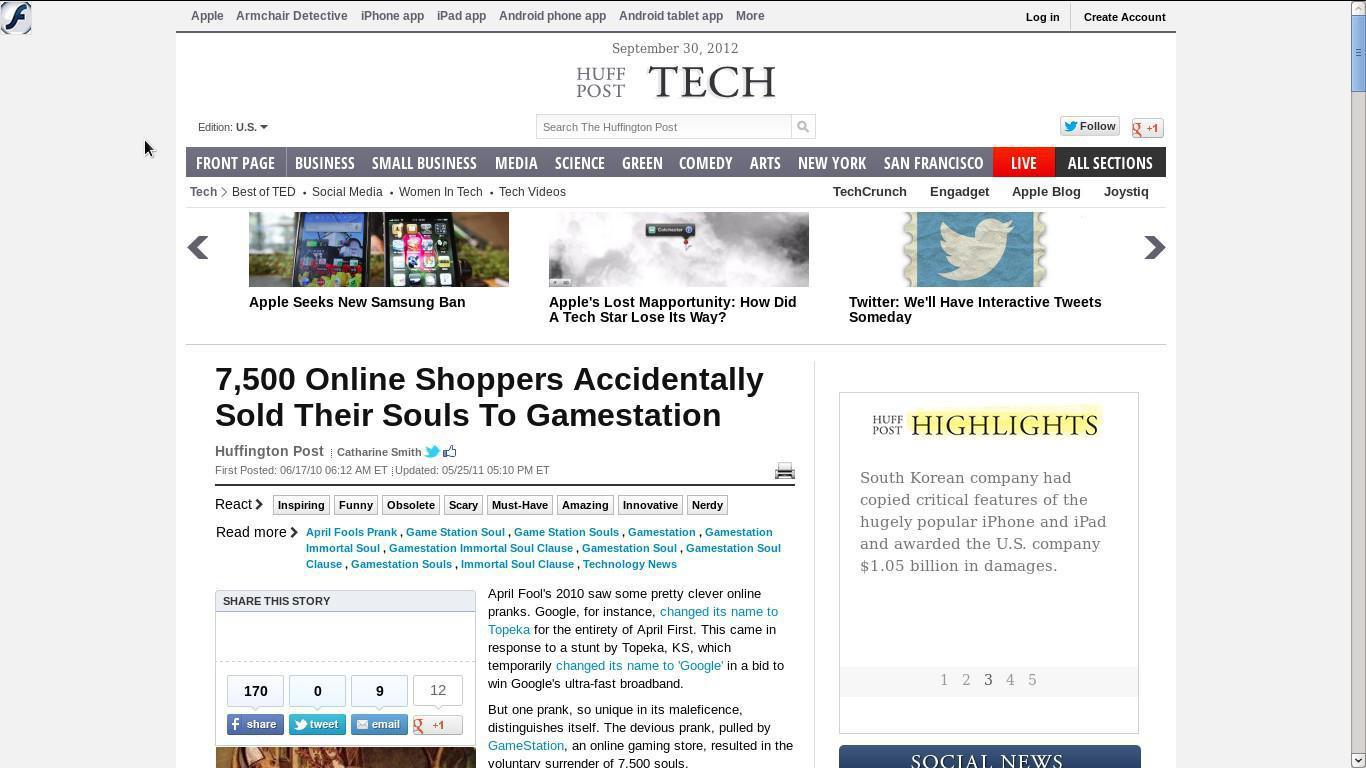 Apple Armchair Detective iPhone app iPad app Android phone app Android tablet app More
Log in Create Account
September 30, 2012
HUFF POST TECH
Edition: U.S.
Search The Huffington Post
Follow
+1
FRONT PAGE BUSINESS SMALL BUSINESS MEDIA SCIENCE GREEN COMEDY ARTS NEW YORK SAN FRANCISCO LIVE ALL SECTIONS
Tech Best of TED • Social Media • Women In Tech • Tech Videos
TechCrunch Engadget Apple Blog Joystiq
Colchester
Apple Seeks New Samsung Ban
Apple's Lost Mapportunity: How Did
A Tech Star Lose Its Way?
Twitter: We'll Have Interactive Tweets
Someday
7,500 Online Shoppers Accidentally
Sold Their Souls To Gamestation
Huffington Post Catharine Smith
First Posted: 06/17/10 06:12 AM ET Updated: 05/25/11 05:10 PM ET
React Inspiring Funny Obsolete Scary Must-Have Amazing Innovative Nerdy
Read more April Fools Prank , Game Station Soul , Game Station Souls , Gamestation , Gamestation
Immortal Soul , Gamestation Immortal Soul Clause , Gamestation Soul , Gamestation Soul
Clause , Gamestation Souls , Immortal Soul Clause , Technology News
SHARE THIS STORY
170 0 9 12
share tweet email +1
April Fool's 2010 saw some pretty clever online
pranks. Google, for instance, changed its name to
Topeka for the entirety of April First. This came in
response to a stunt by Topeka, KS, which
temporarily changed its name to 'Google' in a bid to
win Google's ultra-fast broadband.
But one prank, so unique in its maleficence,
distinguishes itself. The devious prank, pulled by
GameStation, an online gaming store, resulted in the
voluntary surrender of 7,500 souls.
HUFF POST HIGHLIGHTS
South Korean company had
copied critical features of the
hugely popular iPhone and iPad
and awarded the U.S. company
$1.05 billion in damages.
1 2 3 4 5
SOCIAL NEWS